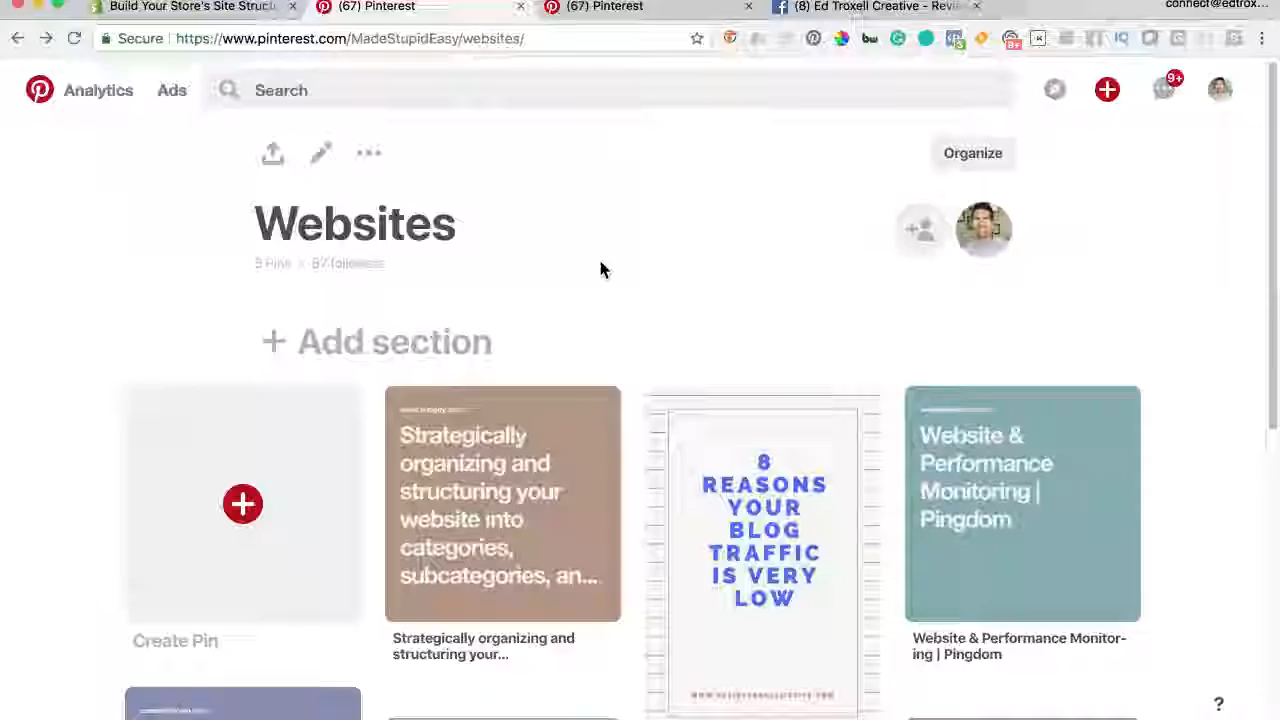 Build Your Store's Site Struct
(67) Pinterest
(67) Pinterest
(8) Ed Troxell Creative - Revie
connect@edtrox...
Secure
https://www.pinterest.com/MadeStupidEasy/websites/
Analytics
Ads
Search
9+
Organize
Websites
+ Add section
Strategically
organizing and
structuring your
website into
categories,
subcategories, an...
8
REASONS
YOUR
BLOG
TRAFFIC
IS VERY
LOW
Website &
Performance
Monitoring |
Pingdom
Create Pin
Strategically organizing and
structuring your...
Website & Performance Monitor-
ing | Pingdom
?